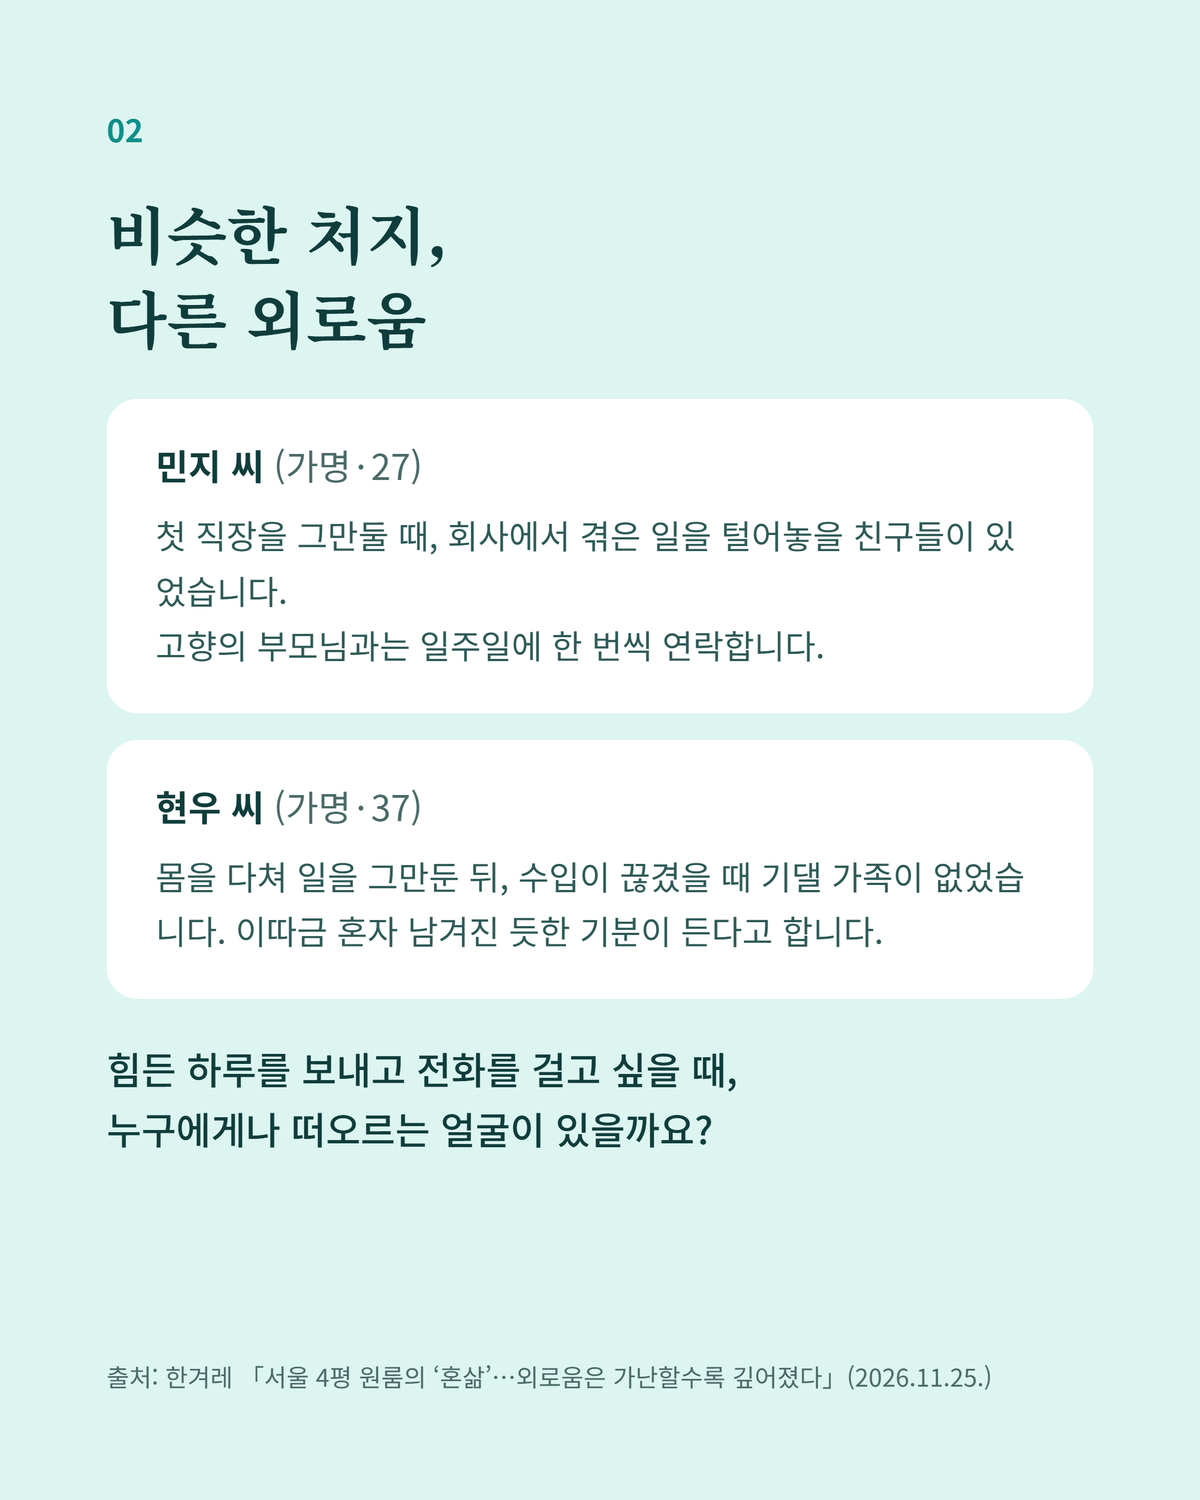 02
비슷한 처지,
다른 외로움
민지 씨 (가명·27)
첫 직장을 그만둘 때, 회사에서 겪은 일을 털어놓을 친구들이 있
었습니다.
고향의 부모님과는 일주일에 한 번씩 연락합니다.
현우 씨 (가명·37)
몸을 다쳐 일을 그만둔 뒤, 수입이 끊겼을 때 기댈 가족이 없었습
니다. 이따금 혼자 남겨진 듯한 기분이 든다고 합니다.
힘든 하루를 보내고 전화를 걸고 싶을 때,
누구에게나 떠오르는 얼굴이 있을까요?
출처: 한겨레 「서울 4평 원룸의 ‘혼삶’…외로움은 가난할수록 깊어졌다」(2026.11.25.)